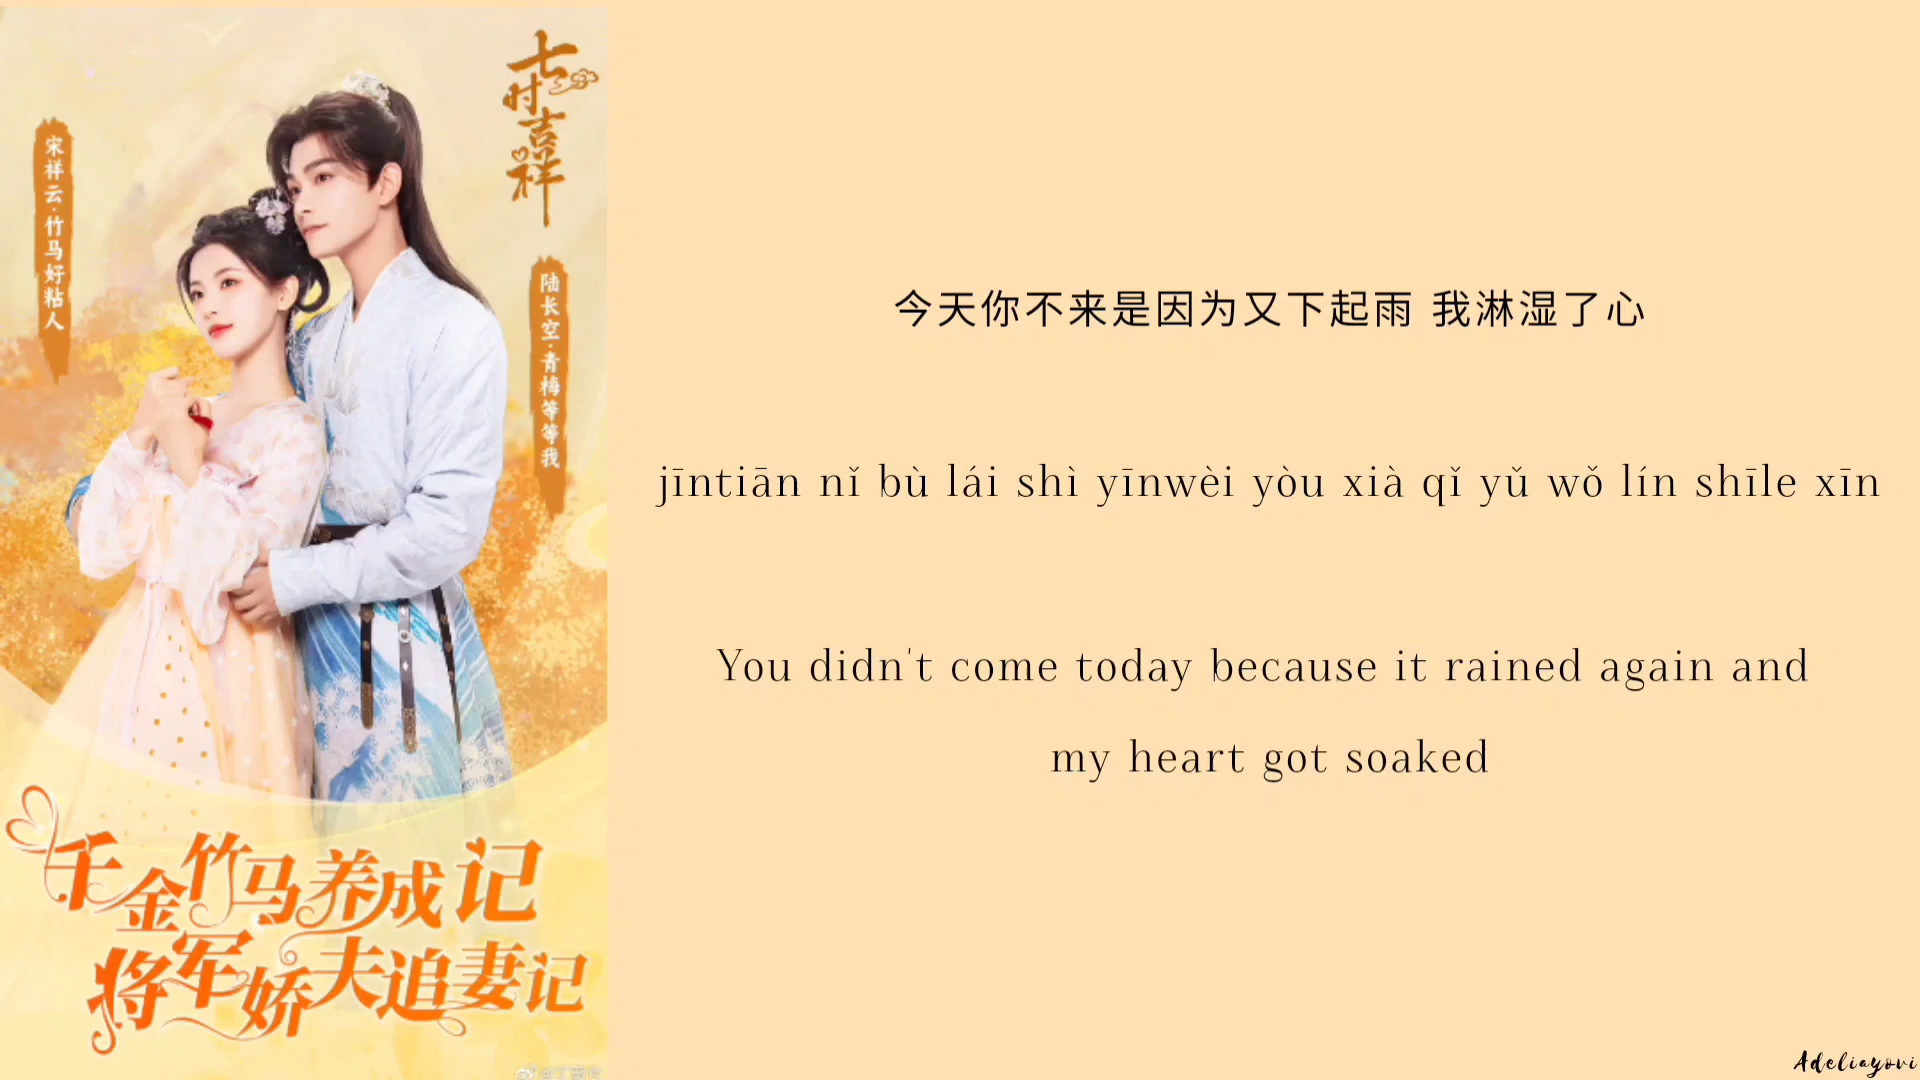 七时吉祥
宋祥云·竹马好粘人
陆长空·青梅等等我
千金竹马养成记
将军娇夫追妻记
今天你不来是因为又下起雨 我淋湿了心
jīntiān nǐ bù lái shì yīnwèi yòu xià qǐ yǔ wǒ lín shīle xīn
You didn't come today because it rained again and
my heart got soaked
Adeliayovi